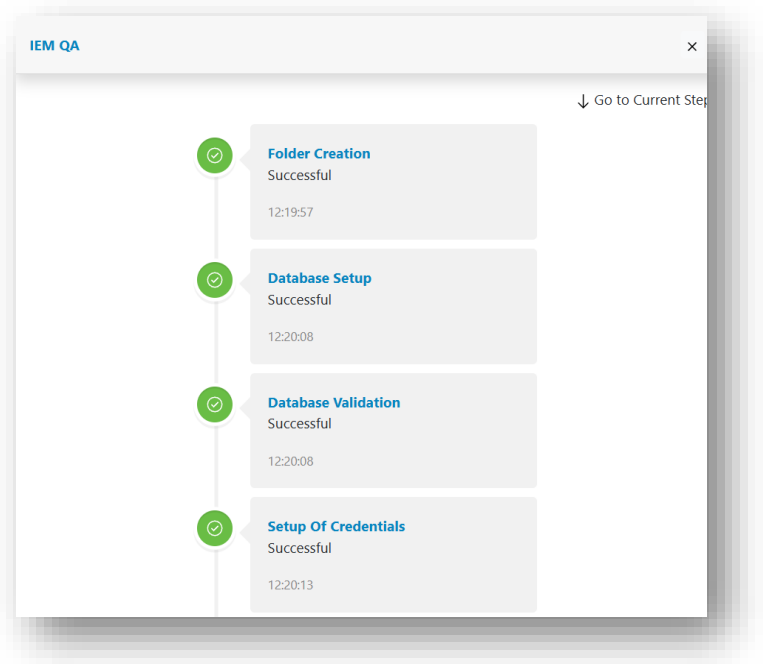 IEM QA
Go to Current Step
Folder Creation
Successful
12:19:57
Database Setup
Successful
12:20:08
Database Validation
Successful
12:20:08
Setup Of Credentials
Successful
12:20:13